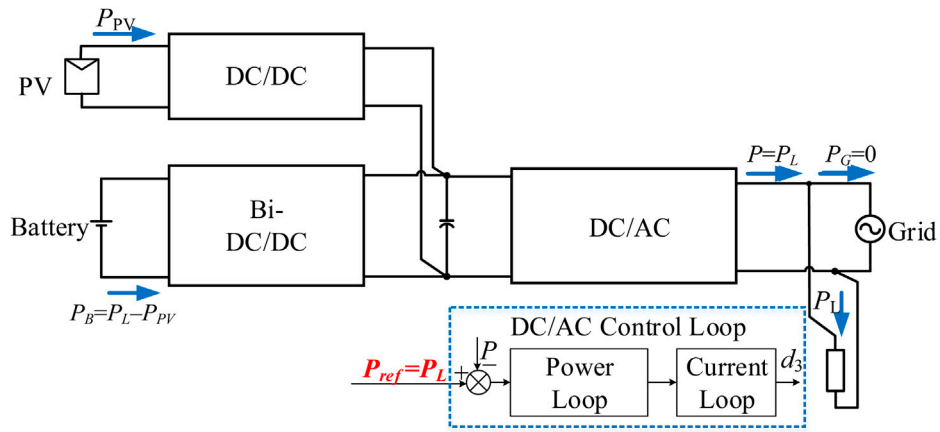 P_PV
PV
DC/DC
P=P_L
P_G=0
Battery
Bi-
DC/DC
DC/AC
Grid
P_B=P_L–P_PV
P_L
DC/AC Control Loop
P_ref=P_L
+
P
–
Power
Loop
Current
Loop
d_3